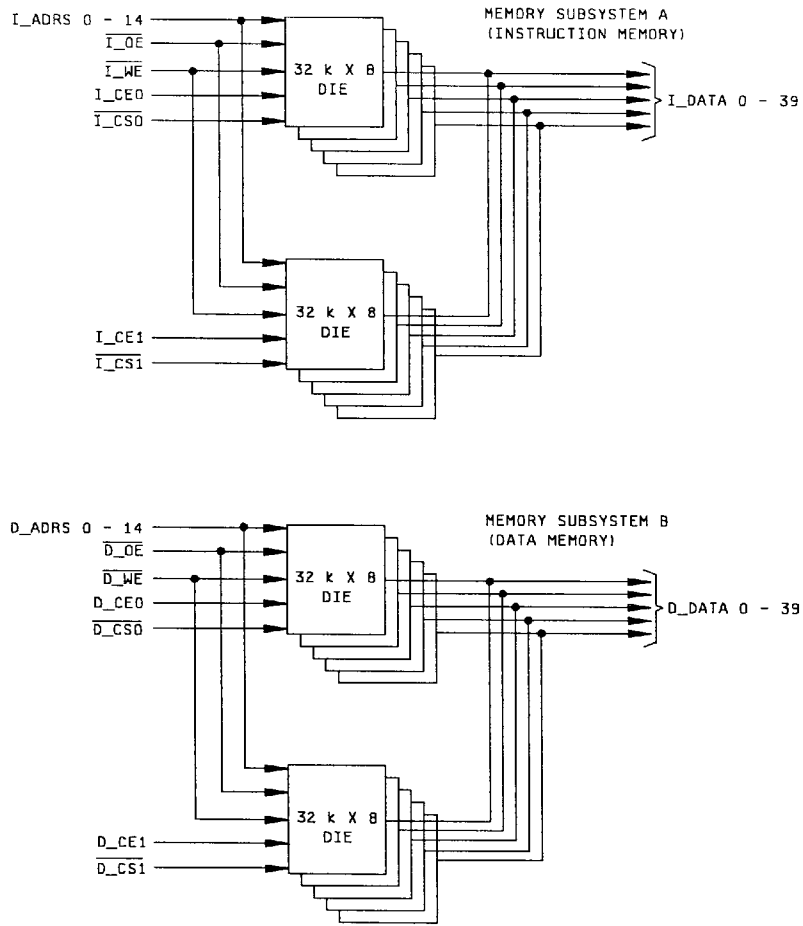 I_ADRS 0 - 14
I_OE
I_WE
I_CE0
I_CS0
32 k X 8
DIE
MEMORY SUBSYSTEM A
(INSTRUCTION MEMORY)
I_DATA 0 - 39
I_CE1
I_CS1
32 k X 8
DIE
D_ADRS 0 - 14
D_OE
D_WE
D_CE0
D_CS0
32 k X 8
DIE
MEMORY SUBSYSTEM B
(DATA MEMORY)
D_DATA 0 - 39
D_CE1
D_CS1
32 k X 8
DIE